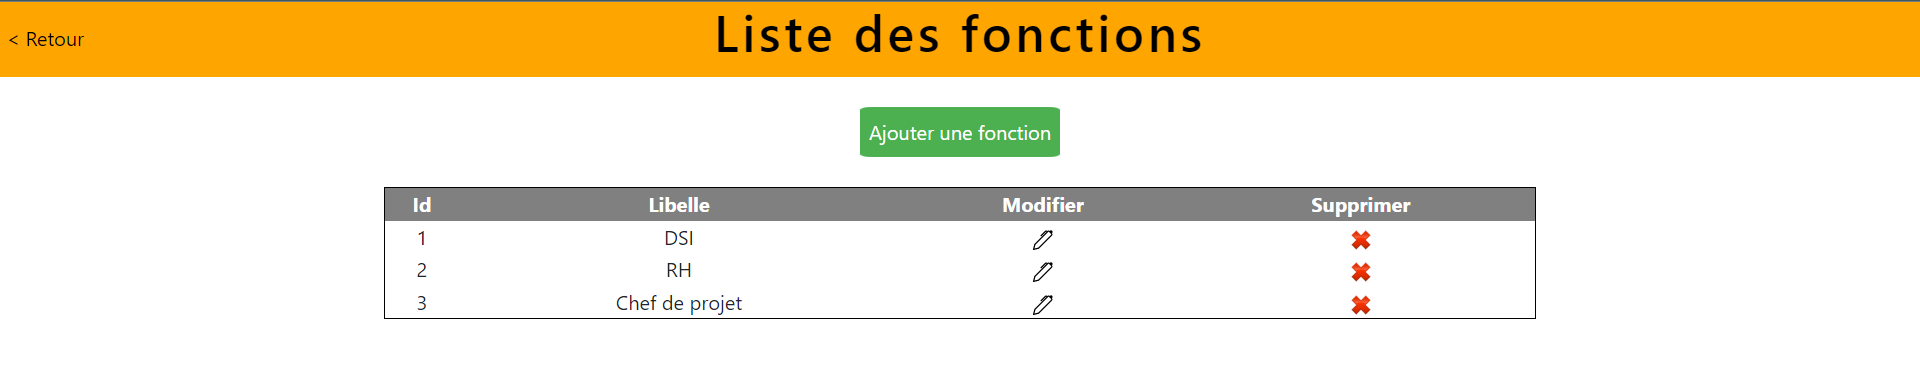 < Retour
Liste des fonctions
Ajouter une fonction
Id Libelle Modifier Supprimer
1 DSI
2 RH
3 Chef de projet